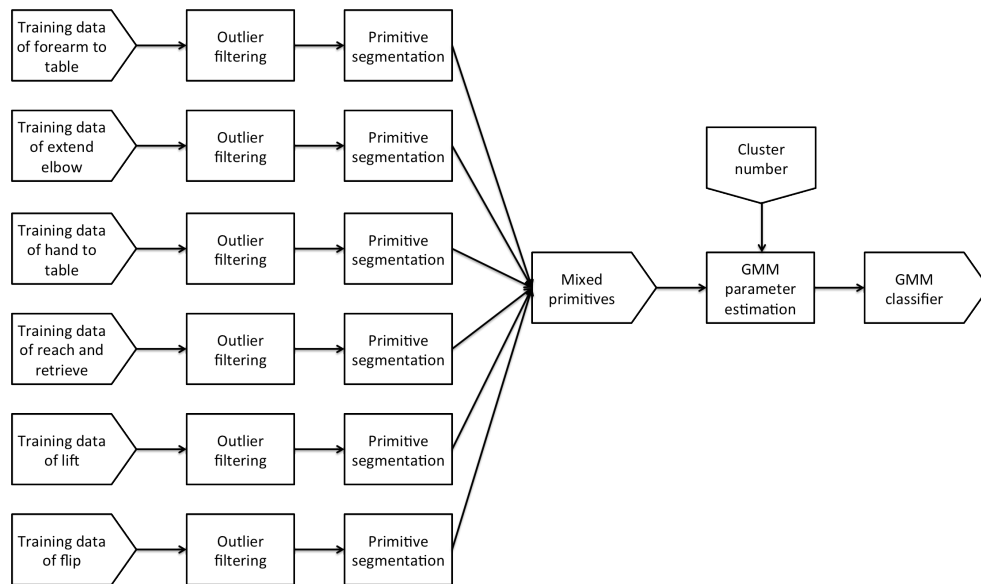 Training data
of forearm to
table
Outlier
filtering
Primitive
segmentation
Training data
of extend
elbow
Outlier
filtering
Primitive
segmentation
Training data
of hand to
table
Outlier
filtering
Primitive
segmentation
Training data
of reach and
retrieve
Outlier
filtering
Primitive
segmentation
Training data
of lift
Outlier
filtering
Primitive
segmentation
Training data
of flip
Outlier
filtering
Primitive
segmentation
Mixed
primitives
Cluster
number
GMM
parameter
estimation
GMM
classifier